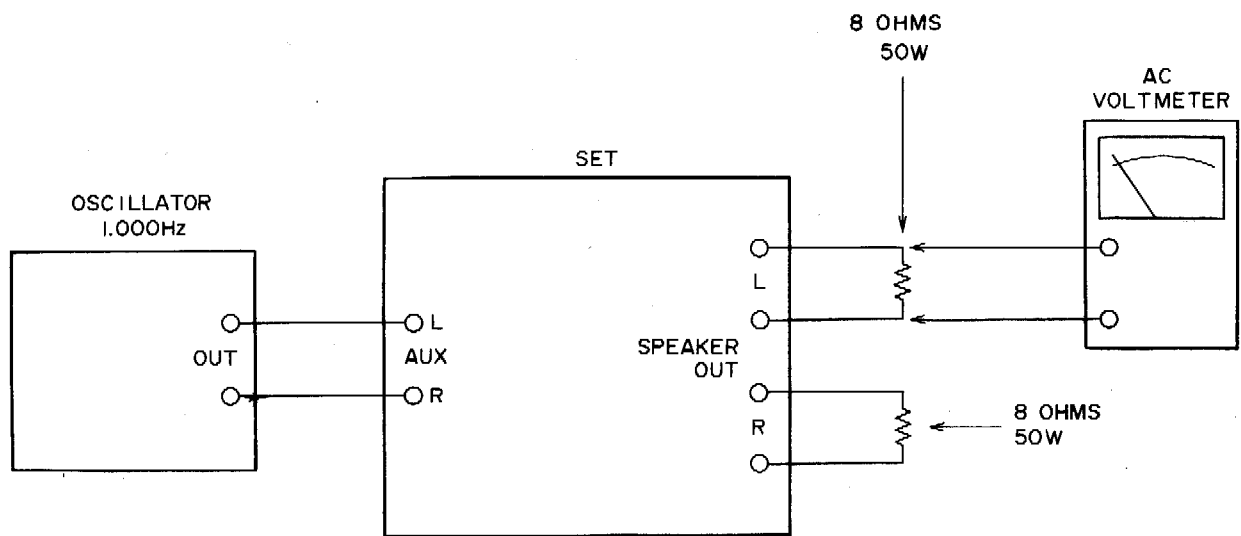 8 OHMS
50W
AC
VOLTMETER
SET
OSCILLATOR
1.000Hz
OUT
L
AUX
R
L
SPEAKER
OUT
R
8 OHMS
50W